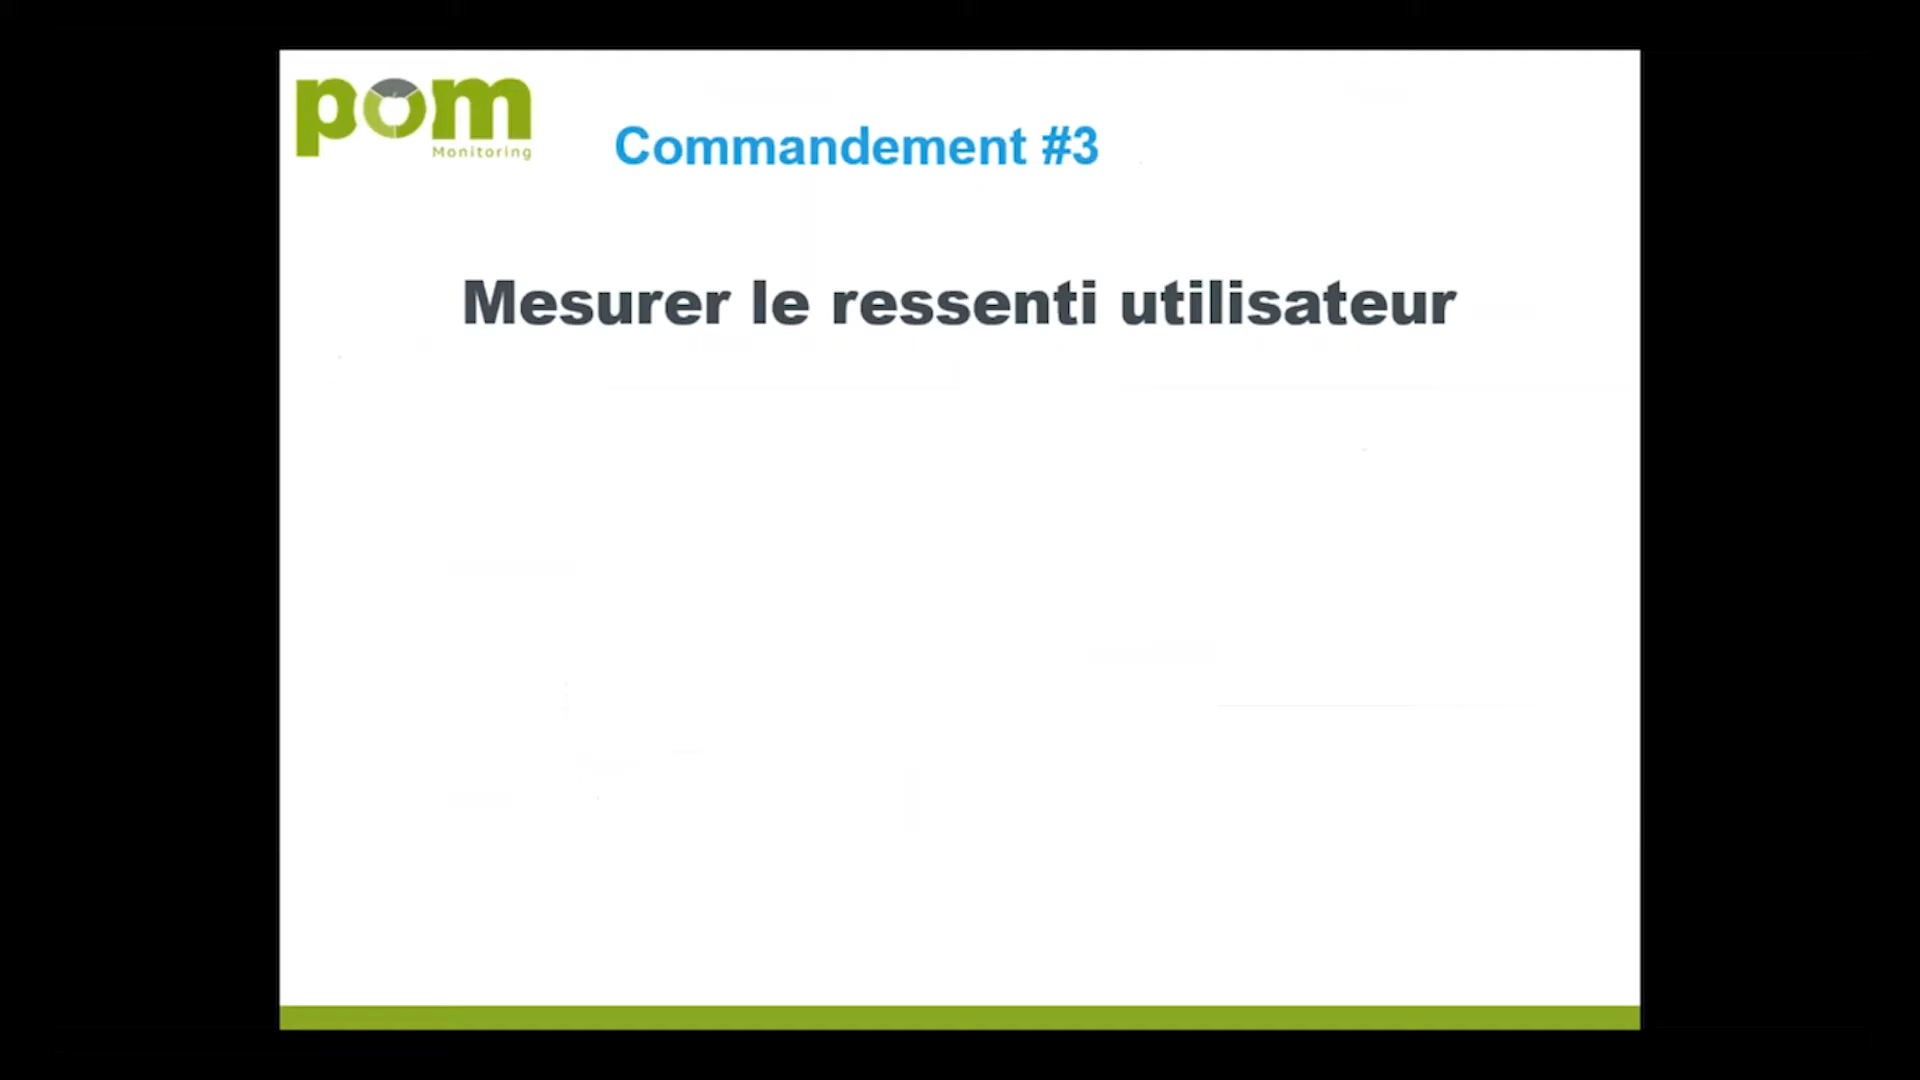 pom
Monitoring
Commandement #3
Mesurer le ressenti utilisateur